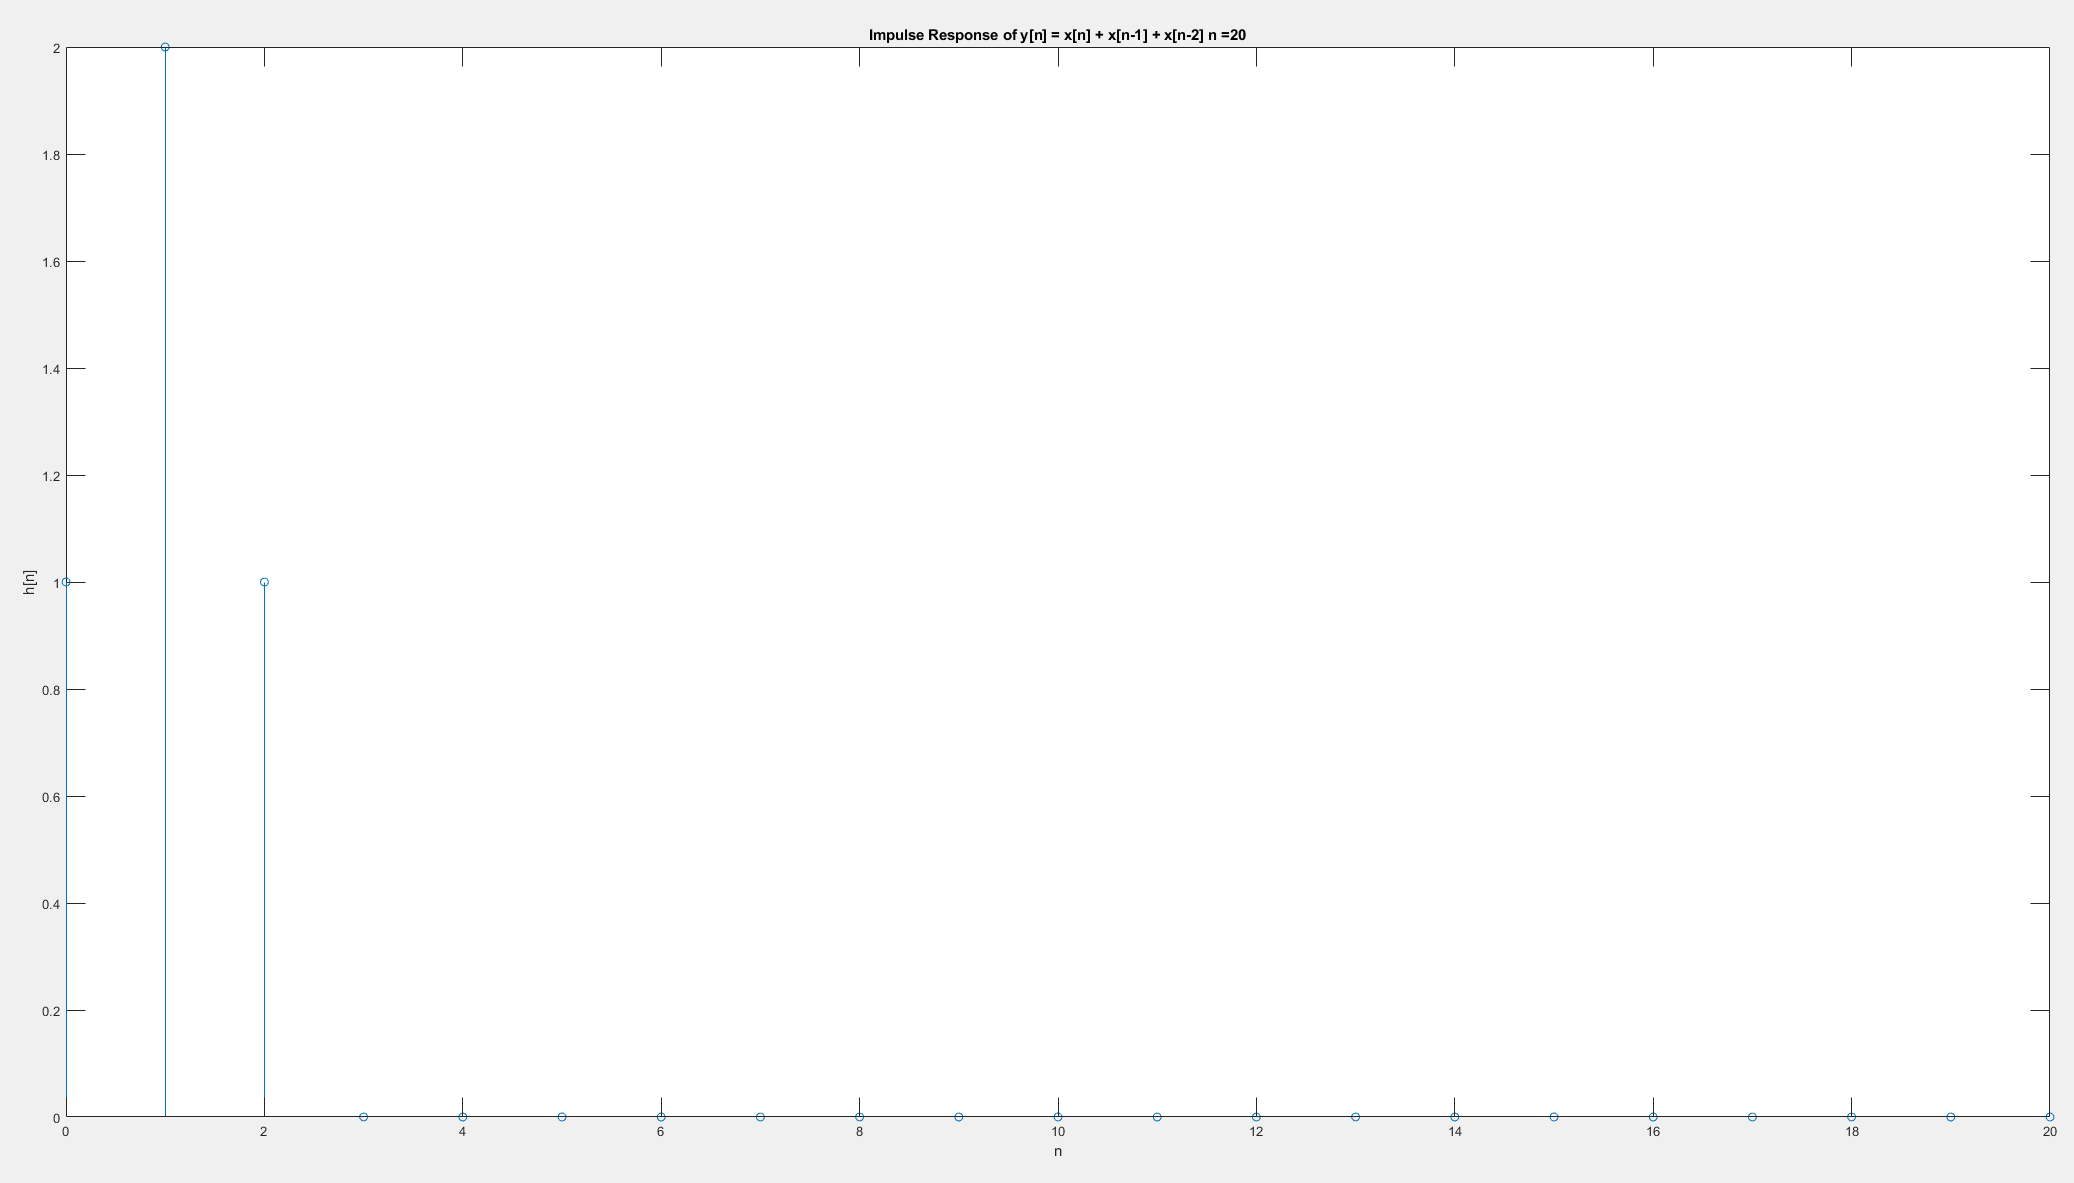 Impulse Response of y[n] = x[n] + x[n-1] + x[n-2] n =20
2
1.8
1.6
1.4
1.2
1
0.8
0.6
0.4
0.2
0
h[n]
0 2 4 6 8 10 12 14 16 18 20
n